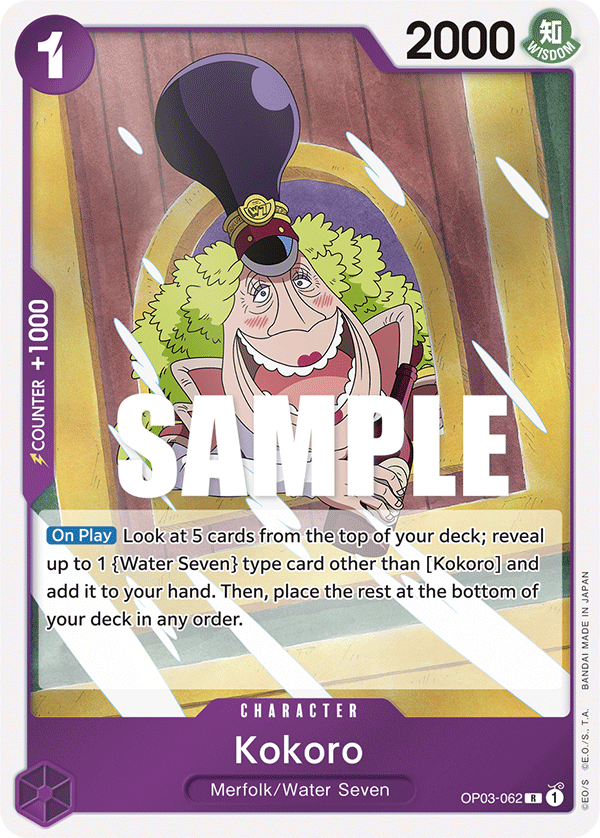 1
2000
知
WISDOM
COUNTER +1000
W7
SAMPLE
On Play Look at 5 cards from the top of your deck; reveal
up to 1 {Water Seven} type card other than [Kokoro] and
add it to your hand. Then, place the rest at the bottom of
your deck in any order.
CHARACTER
Kokoro
Merfolk/Water Seven
OP03-062 R 1
©EO/S ©E.O./S., T.A. BANDAI MADE IN JAPAN